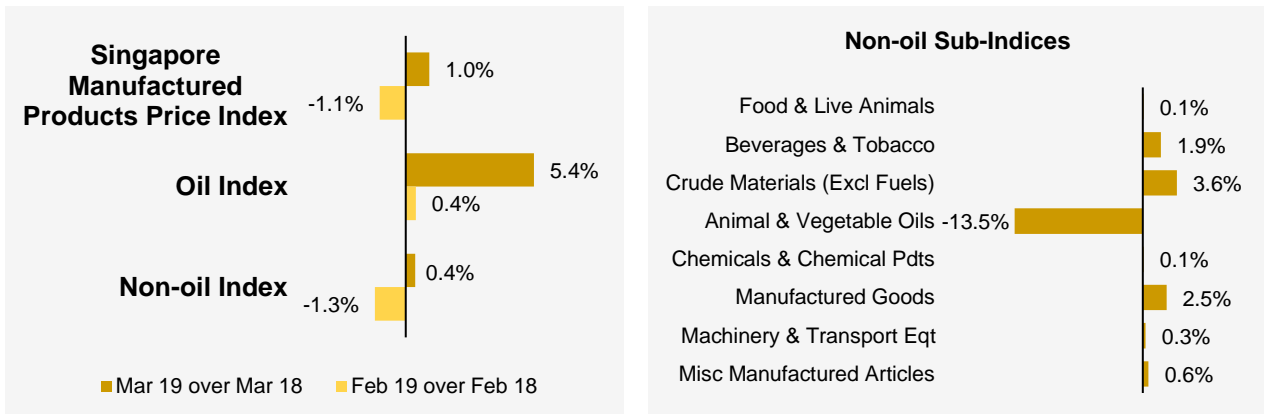 Singapore
Manufactured
Products Price Index
1.0%
-1.1%
Oil Index
5.4%
0.4%
Non-oil Index
0.4%
-1.3%
Mar 19 over Mar 18
Feb 19 over Feb 18
Non-oil Sub-Indices
Food & Live Animals 0.1%
Beverages & Tobacco 1.9%
Crude Materials (Excl Fuels) 3.6%
Animal & Vegetable Oils -13.5%
Chemicals & Chemical Pdts 0.1%
Manufactured Goods 2.5%
Machinery & Transport Eqt 0.3%
Misc Manufactured Articles 0.6%